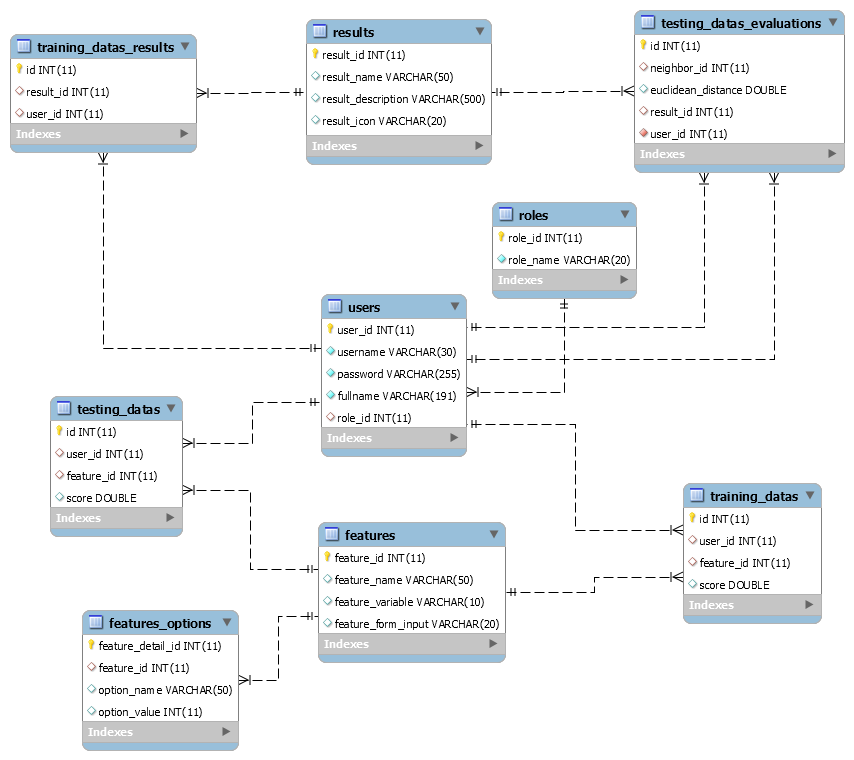 training_datas_results
id INT(11)
result_id INT(11)
user_id INT(11)
Indexes
results
result_id INT(11)
result_name VARCHAR(50)
result_description VARCHAR(500)
result_icon VARCHAR(20)
Indexes
testing_datas_evaluations
id INT(11)
neighbor_id INT(11)
euclidean_distance DOUBLE
result_id INT(11)
user_id INT(11)
Indexes
roles
role_id INT(11)
role_name VARCHAR(20)
Indexes
users
user_id INT(11)
username VARCHAR(30)
password VARCHAR(255)
fullname VARCHAR(191)
role_id INT(11)
Indexes
testing_datas
id INT(11)
user_id INT(11)
feature_id INT(11)
score DOUBLE
Indexes
training_datas
id INT(11)
user_id INT(11)
feature_id INT(11)
score DOUBLE
Indexes
features
feature_id INT(11)
feature_name VARCHAR(50)
feature_variable VARCHAR(10)
feature_form_input VARCHAR(20)
Indexes
features_options
feature_detail_id INT(11)
feature_id INT(11)
option_name VARCHAR(50)
option_value INT(11)
Indexes